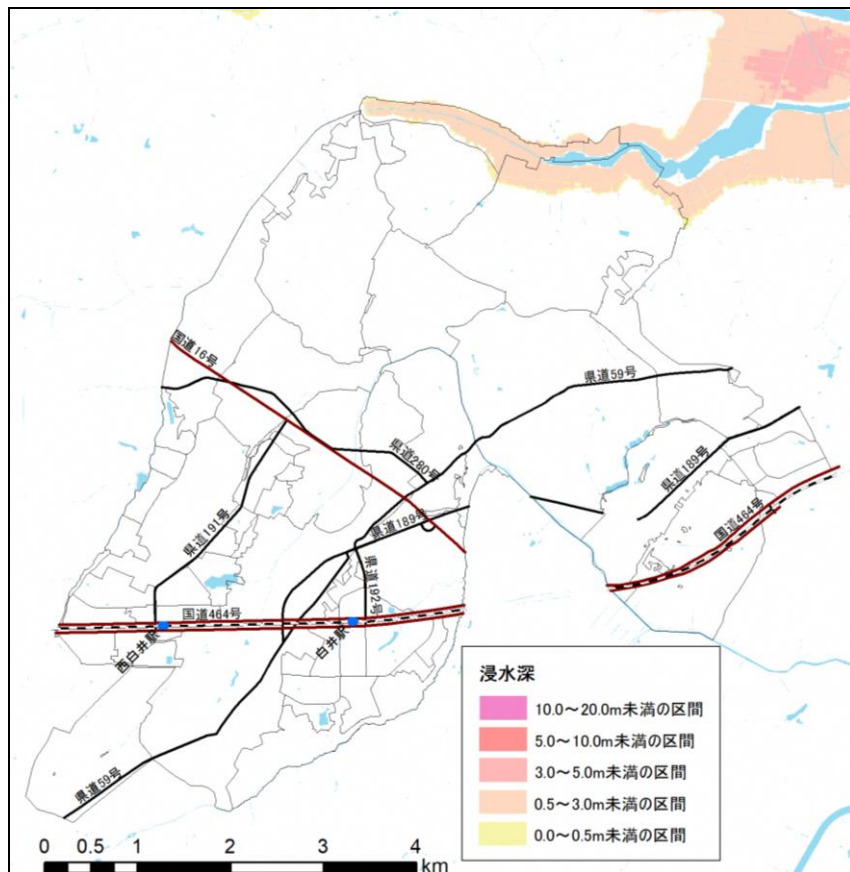 国道16号
県道59号
県道280号
県道189号
県道189号
県道191号
国道464号
県道192号
国道464号
西白井駅
白井駅
県道59号
浸水深
10.0～20.0m未満の区間
5.0～10.0m未満の区間
3.0～5.0m未満の区間
0.5～3.0m未満の区間
0.0～0.5m未満の区間
0 0.5 1 2 3 4
km